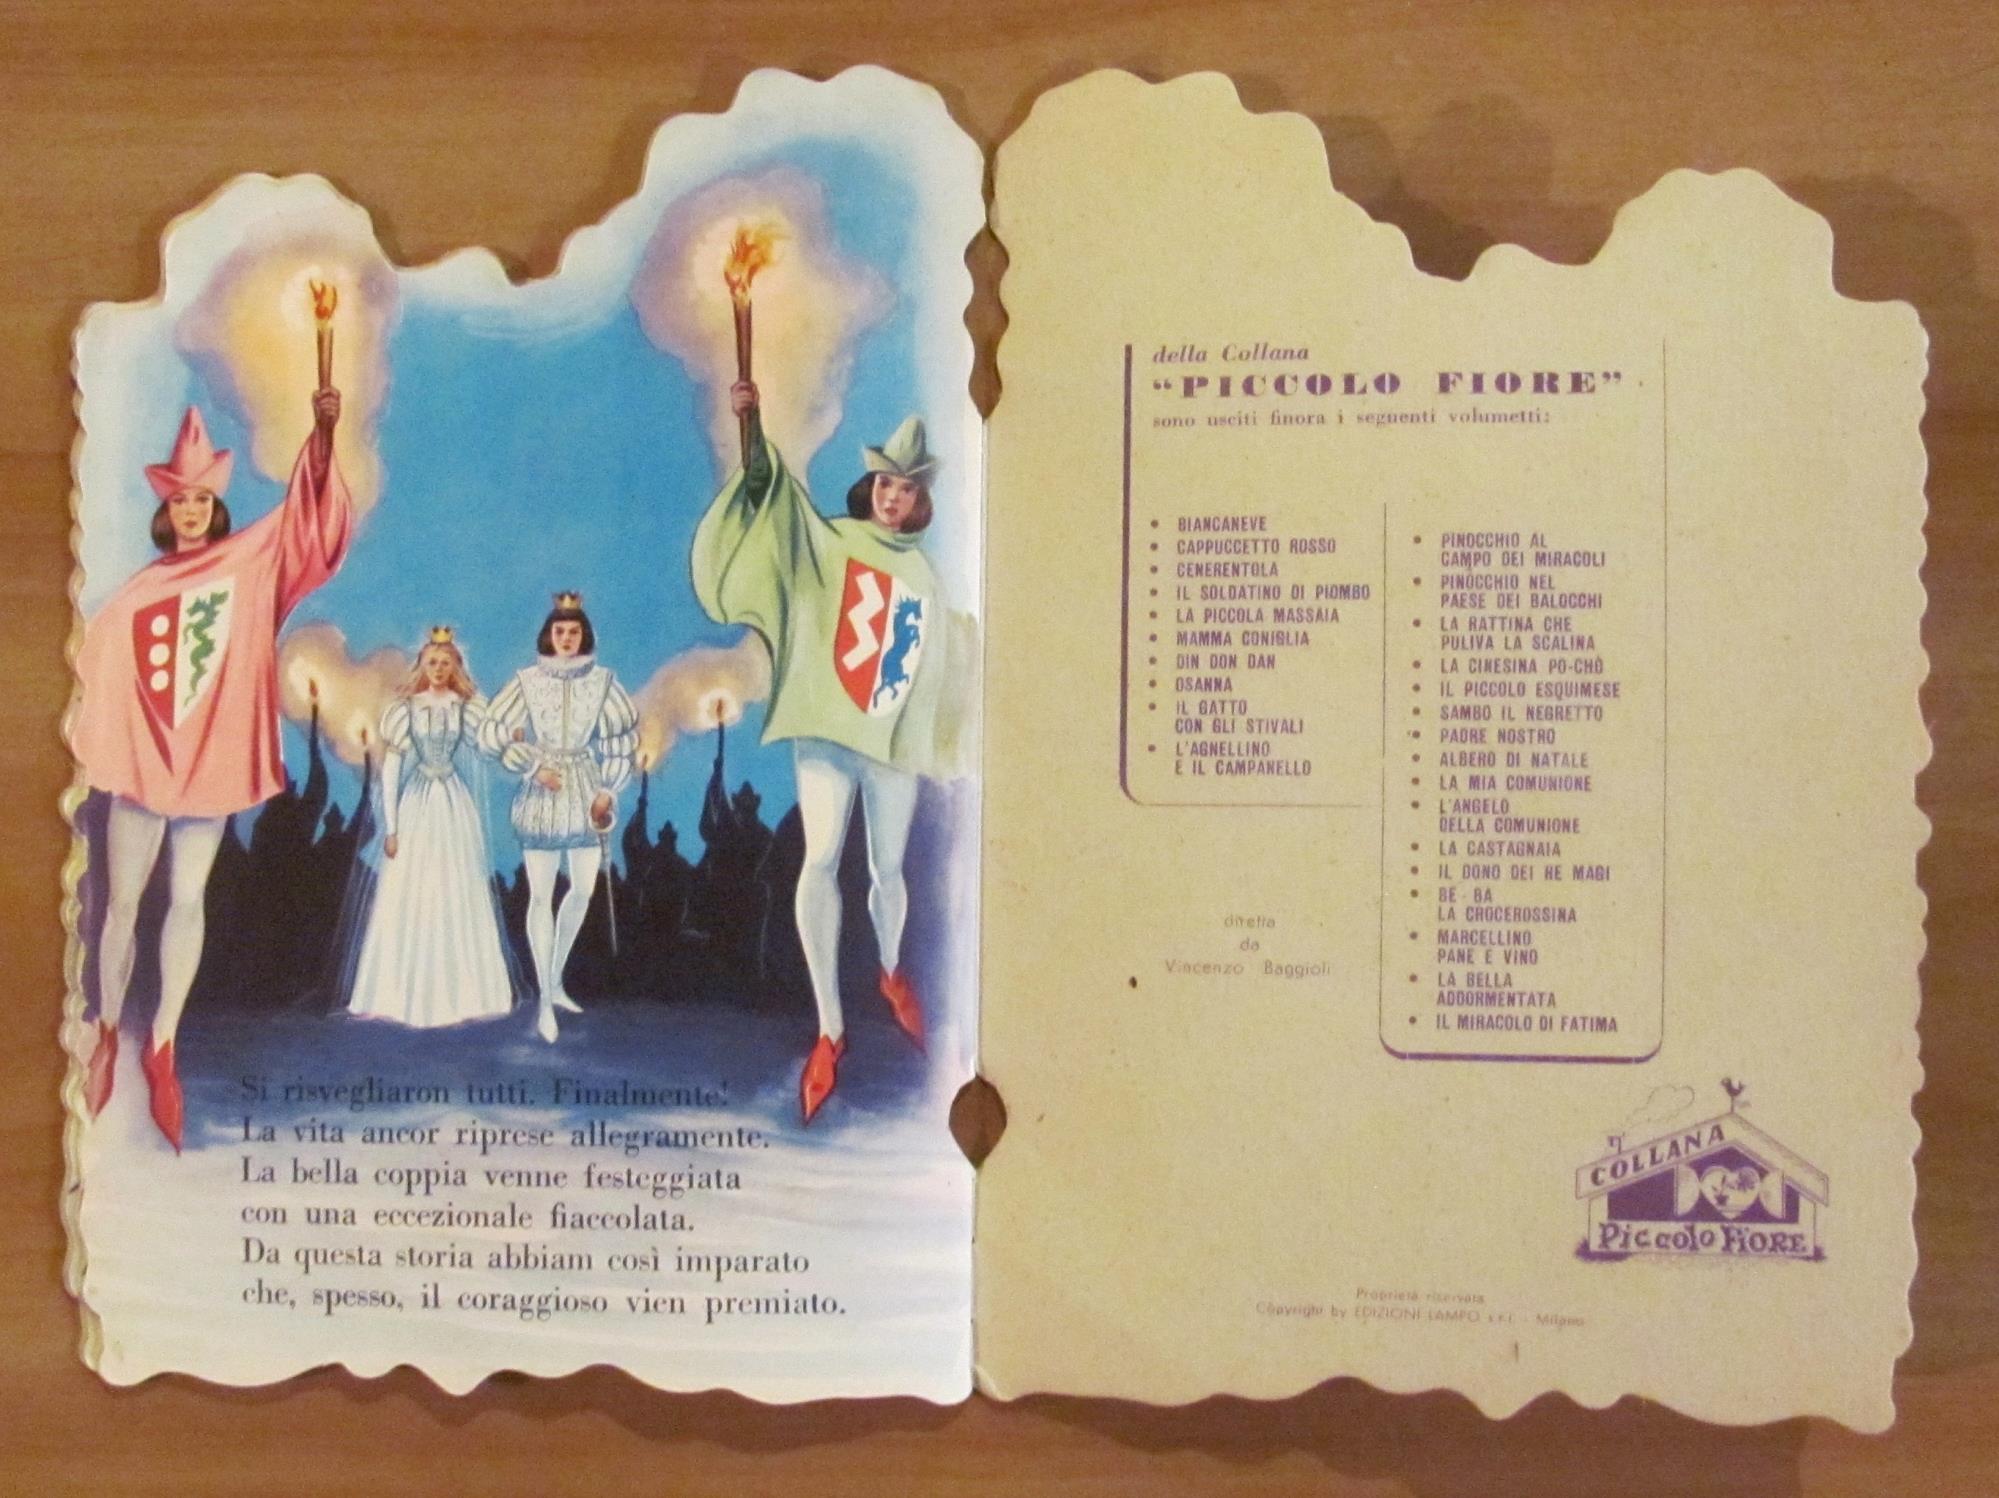 Si risvegliaron tutti. Finalmente!
La vita ancor riprese allegramente.
La bella coppia venne festeggiata
con una eccezionale fiaccolata.
Da questa storia abbiam così imparato
che, spesso, il coraggioso vien premiato.
della Collana
“PICCOLO FIORE”
sono usciti finora i seguenti volumetti:
• BIANCANEVE
• CAPPUCCETTO ROSSO
• CENERENTOLA
• IL SOLDATINO DI PIOMBO
• LA PICCOLA MASSAIA
• MAMMA CONIGLIA
• DIN DON DAN
• OSANNA
• IL GATTO
CON GLI STIVALI
• L'AGNELLINO
E IL CAMPANELLO
• PINOCCHIO AL
CAMPO DEI MIRACOLI
• PINOCCHIO NEL
PAESE DEI BALOCCHI
• LA RATTINA CHE
PULIVA LA SCALINA
• LA CINESINA PO-CHÒ
• IL PICCOLO ESQUIMESE
• SAMBO IL NEGRETTO
• PADRE NOSTRO
• ALBERO DI NATALE
• LA MIA COMUNIONE
• L'ANGELO
DELLA COMUNIONE
• LA CASTAGNAIA
• IL DONO DEI RE MAGI
• BE - BA
LA CROCEROSSINA
• MARCELLINO
PANE E VINO
• LA BELLA
ADDORMENTATA
• IL MIRACOLO DI FATIMA
diretta
da
Vincenzo Baggioli
COLLANA
Piccolo FIORE
Proprietà riservata
Copyright by EDIZIONI LAMPO s.r.l. - Milano